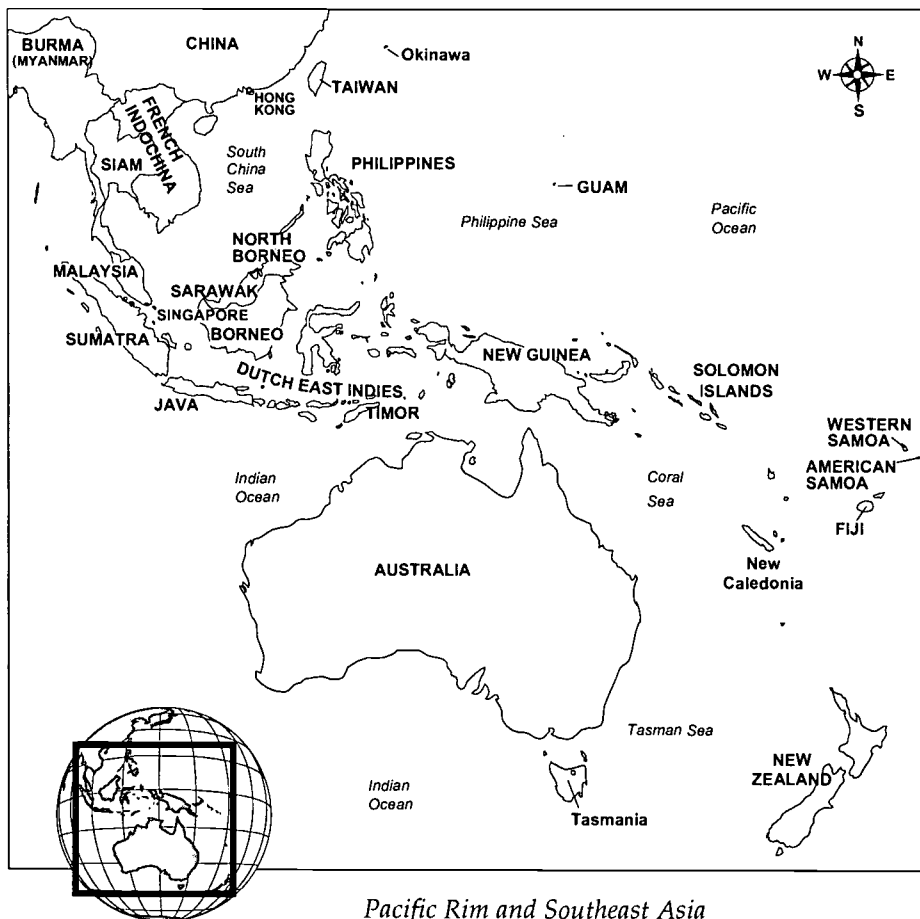 BURMA
(MYANMAR)
CHINA
Okinawa
TAIWAN
HONG
KONG
N
W
E
S
FRENCH
INDOCHINA
SIAM
South
China
Sea
PHILIPPINES
GUAM
Philippine Sea
Pacific
Ocean
NORTH
BORNEO
MALAYSIA
SARAWAK
SINGAPORE
BORNEO
SUMATRA
NEW GUINEA
DUTCH EAST INDIES
JAVA
TIMOR
SOLOMON
ISLANDS
WESTERN
SAMOA
AMERICAN
SAMOA
FIJI
Indian
Ocean
Coral
Sea
New
Caledonia
AUSTRALIA
Tasman Sea
NEW
ZEALAND
Indian
Ocean
Tasmania
Pacific Rim and Southeast Asia